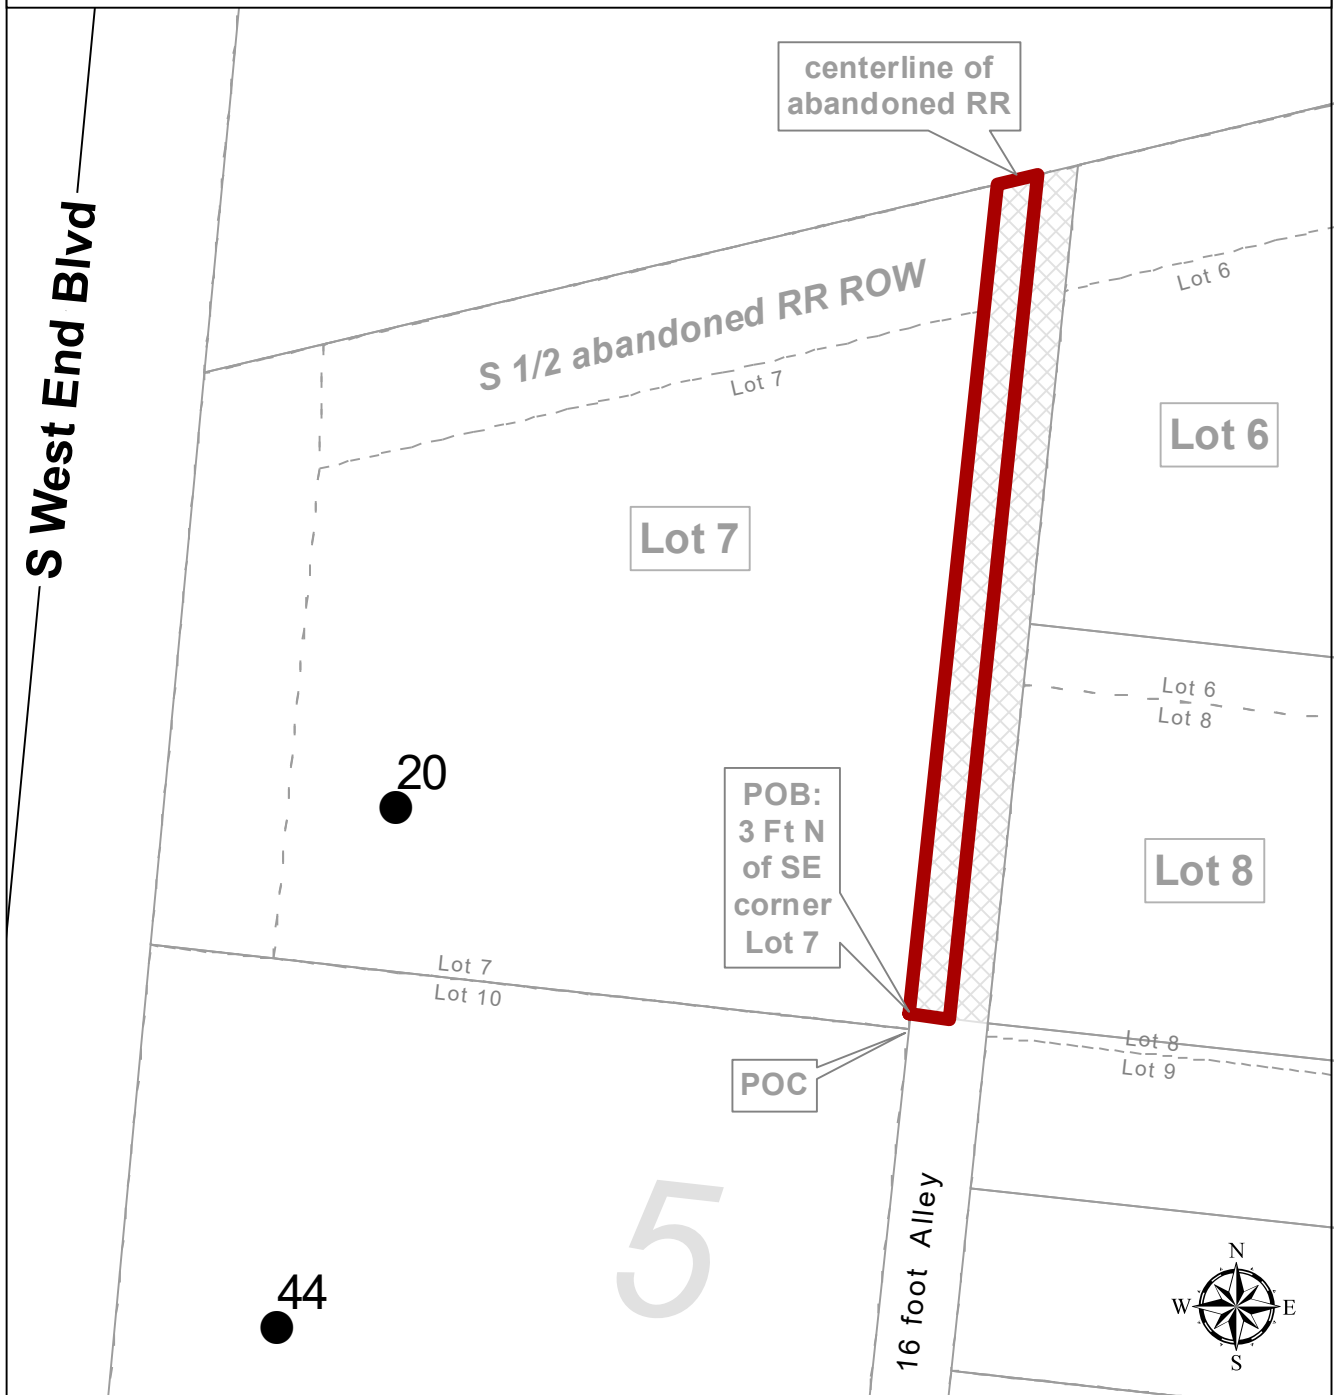 centerline of
abandoned RR
S West End Blvd
S 1/2 abandoned RR ROW
Lot 6
Lot 7
Lot 6
Lot 7
Lot 6
Lot 8
20
POB:
3 Ft N
of SE
corner
Lot 7
Lot 8
Lot 7
Lot 10
Lot 8
Lot 9
POC
5
16 foot Alley
44
N
W
E
S